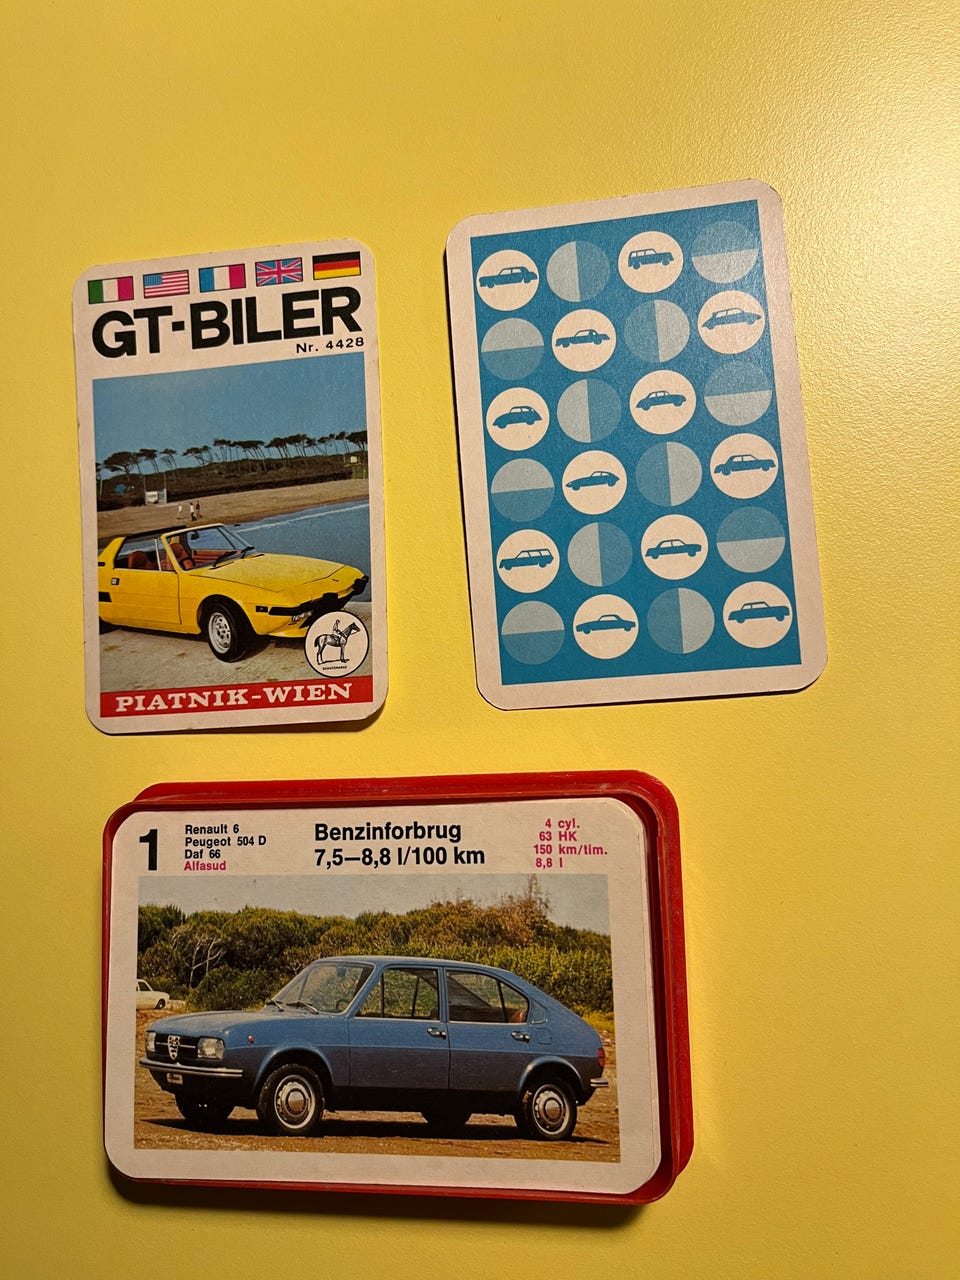 GT-BILER
Nr. 4428
SCHUTZMARKE
PIATNIK-WIEN
1
Renault 6
Peugeot 504 D
Daf 66
Alfasud
Benzinforbrug
7,5—8,8 l/100 km
4 cyl.
63 HK
150 km/tim.
8,8 l